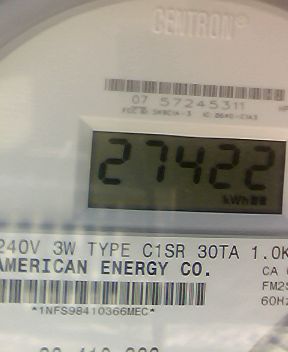 CENTRON®
07 57245311
27422
kWh
240V 3W TYPE C1SR 30TA 1.0K
AMERICAN ENERGY CO.
CA
FM2S
60Hz
*1NFS98410366MEC*